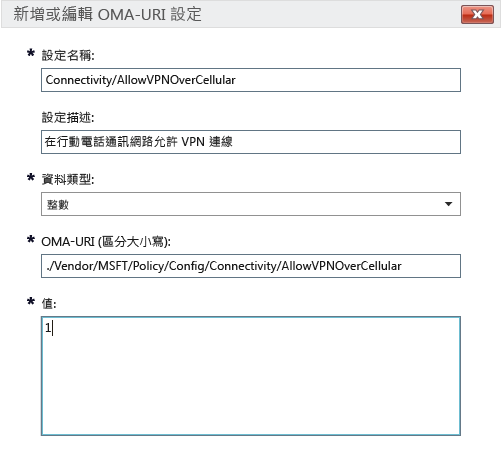 新增或編輯 OMA-URI 設定
* 設定名稱:
Connectivity/AllowVPNOverCellular
設定描述:
在行動電話通訊網路允許 VPN 連線
* 資料類型:
整數
* OMA-URI (區分大小寫):
./Vendor/MSFT/Policy/Config/Connectivity/AllowVPNOverCellular
* 值:
1